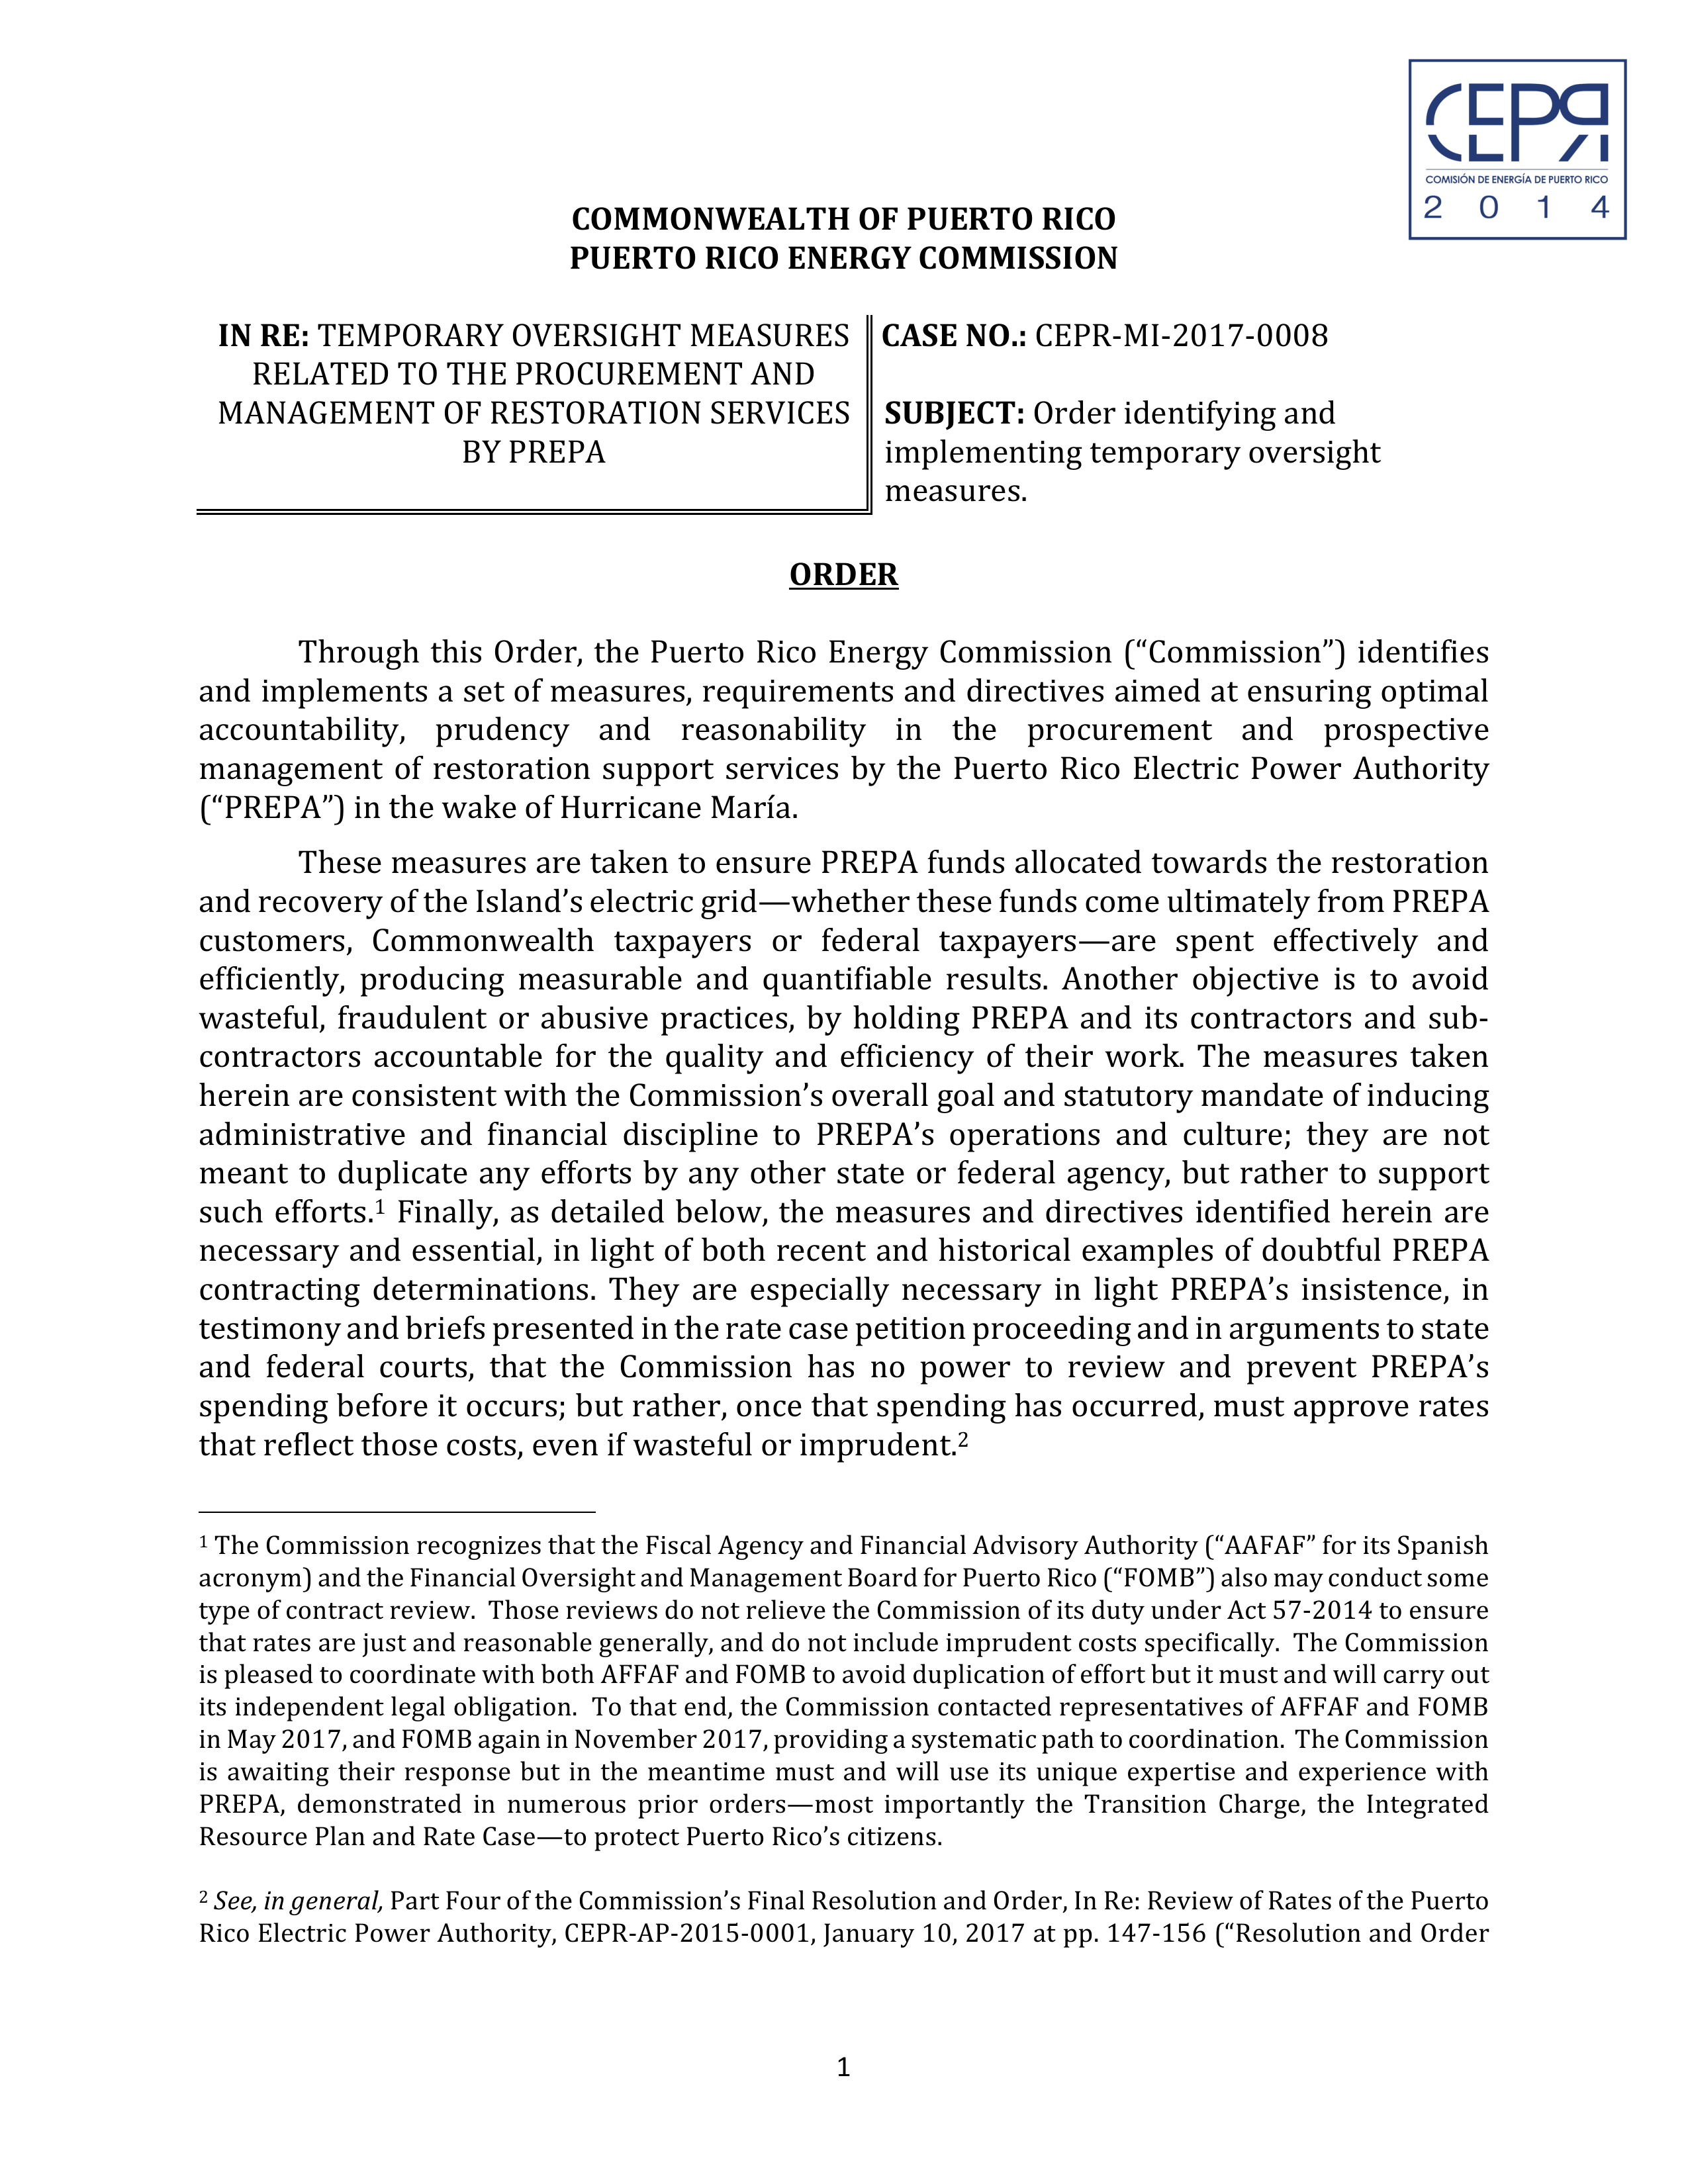 CEPR
COMISIÓN DE ENERGÍA DE PUERTO RICO
2 0 1 4
COMMONWEALTH OF PUERTO RICO
PUERTO RICO ENERGY COMMISSION
IN RE: TEMPORARY OVERSIGHT MEASURES
RELATED TO THE PROCUREMENT AND
MANAGEMENT OF RESTORATION SERVICES
BY PREPA
CASE NO.: CEPR-MI-2017-0008
SUBJECT: Order identifying and
implementing temporary oversight
measures.
ORDER
Through this Order, the Puerto Rico Energy Commission (“Commission”) identifies
and implements a set of measures, requirements and directives aimed at ensuring optimal
accountability, prudency and reasonability in the procurement and prospective
management of restoration support services by the Puerto Rico Electric Power Authority
(“PREPA”) in the wake of Hurricane María.
These measures are taken to ensure PREPA funds allocated towards the restoration
and recovery of the Island’s electric grid—whether these funds come ultimately from PREPA
customers, Commonwealth taxpayers or federal taxpayers—are spent effectively and
efficiently, producing measurable and quantifiable results. Another objective is to avoid
wasteful, fraudulent or abusive practices, by holding PREPA and its contractors and sub-
contractors accountable for the quality and efficiency of their work. The measures taken
herein are consistent with the Commission’s overall goal and statutory mandate of inducing
administrative and financial discipline to PREPA’s operations and culture; they are not
meant to duplicate any efforts by any other state or federal agency, but rather to support
such efforts.1 Finally, as detailed below, the measures and directives identified herein are
necessary and essential, in light of both recent and historical examples of doubtful PREPA
contracting determinations. They are especially necessary in light PREPA’s insistence, in
testimony and briefs presented in the rate case petition proceeding and in arguments to state
and federal courts, that the Commission has no power to review and prevent PREPA’s
spending before it occurs; but rather, once that spending has occurred, must approve rates
that reflect those costs, even if wasteful or imprudent.2
1 The Commission recognizes that the Fiscal Agency and Financial Advisory Authority (“AAFAF” for its Spanish
acronym) and the Financial Oversight and Management Board for Puerto Rico (“FOMB”) also may conduct some
type of contract review. Those reviews do not relieve the Commission of its duty under Act 57-2014 to ensure
that rates are just and reasonable generally, and do not include imprudent costs specifically. The Commission
is pleased to coordinate with both AFFAF and FOMB to avoid duplication of effort but it must and will carry out
its independent legal obligation. To that end, the Commission contacted representatives of AFFAF and FOMB
in May 2017, and FOMB again in November 2017, providing a systematic path to coordination. The Commission
is awaiting their response but in the meantime must and will use its unique expertise and experience with
PREPA, demonstrated in numerous prior orders—most importantly the Transition Charge, the Integrated
Resource Plan and Rate Case—to protect Puerto Rico’s citizens.
2 See, in general, Part Four of the Commission’s Final Resolution and Order, In Re: Review of Rates of the Puerto
Rico Electric Power Authority, CEPR-AP-2015-0001, January 10, 2017 at pp. 147-156 (“Resolution and Order
1